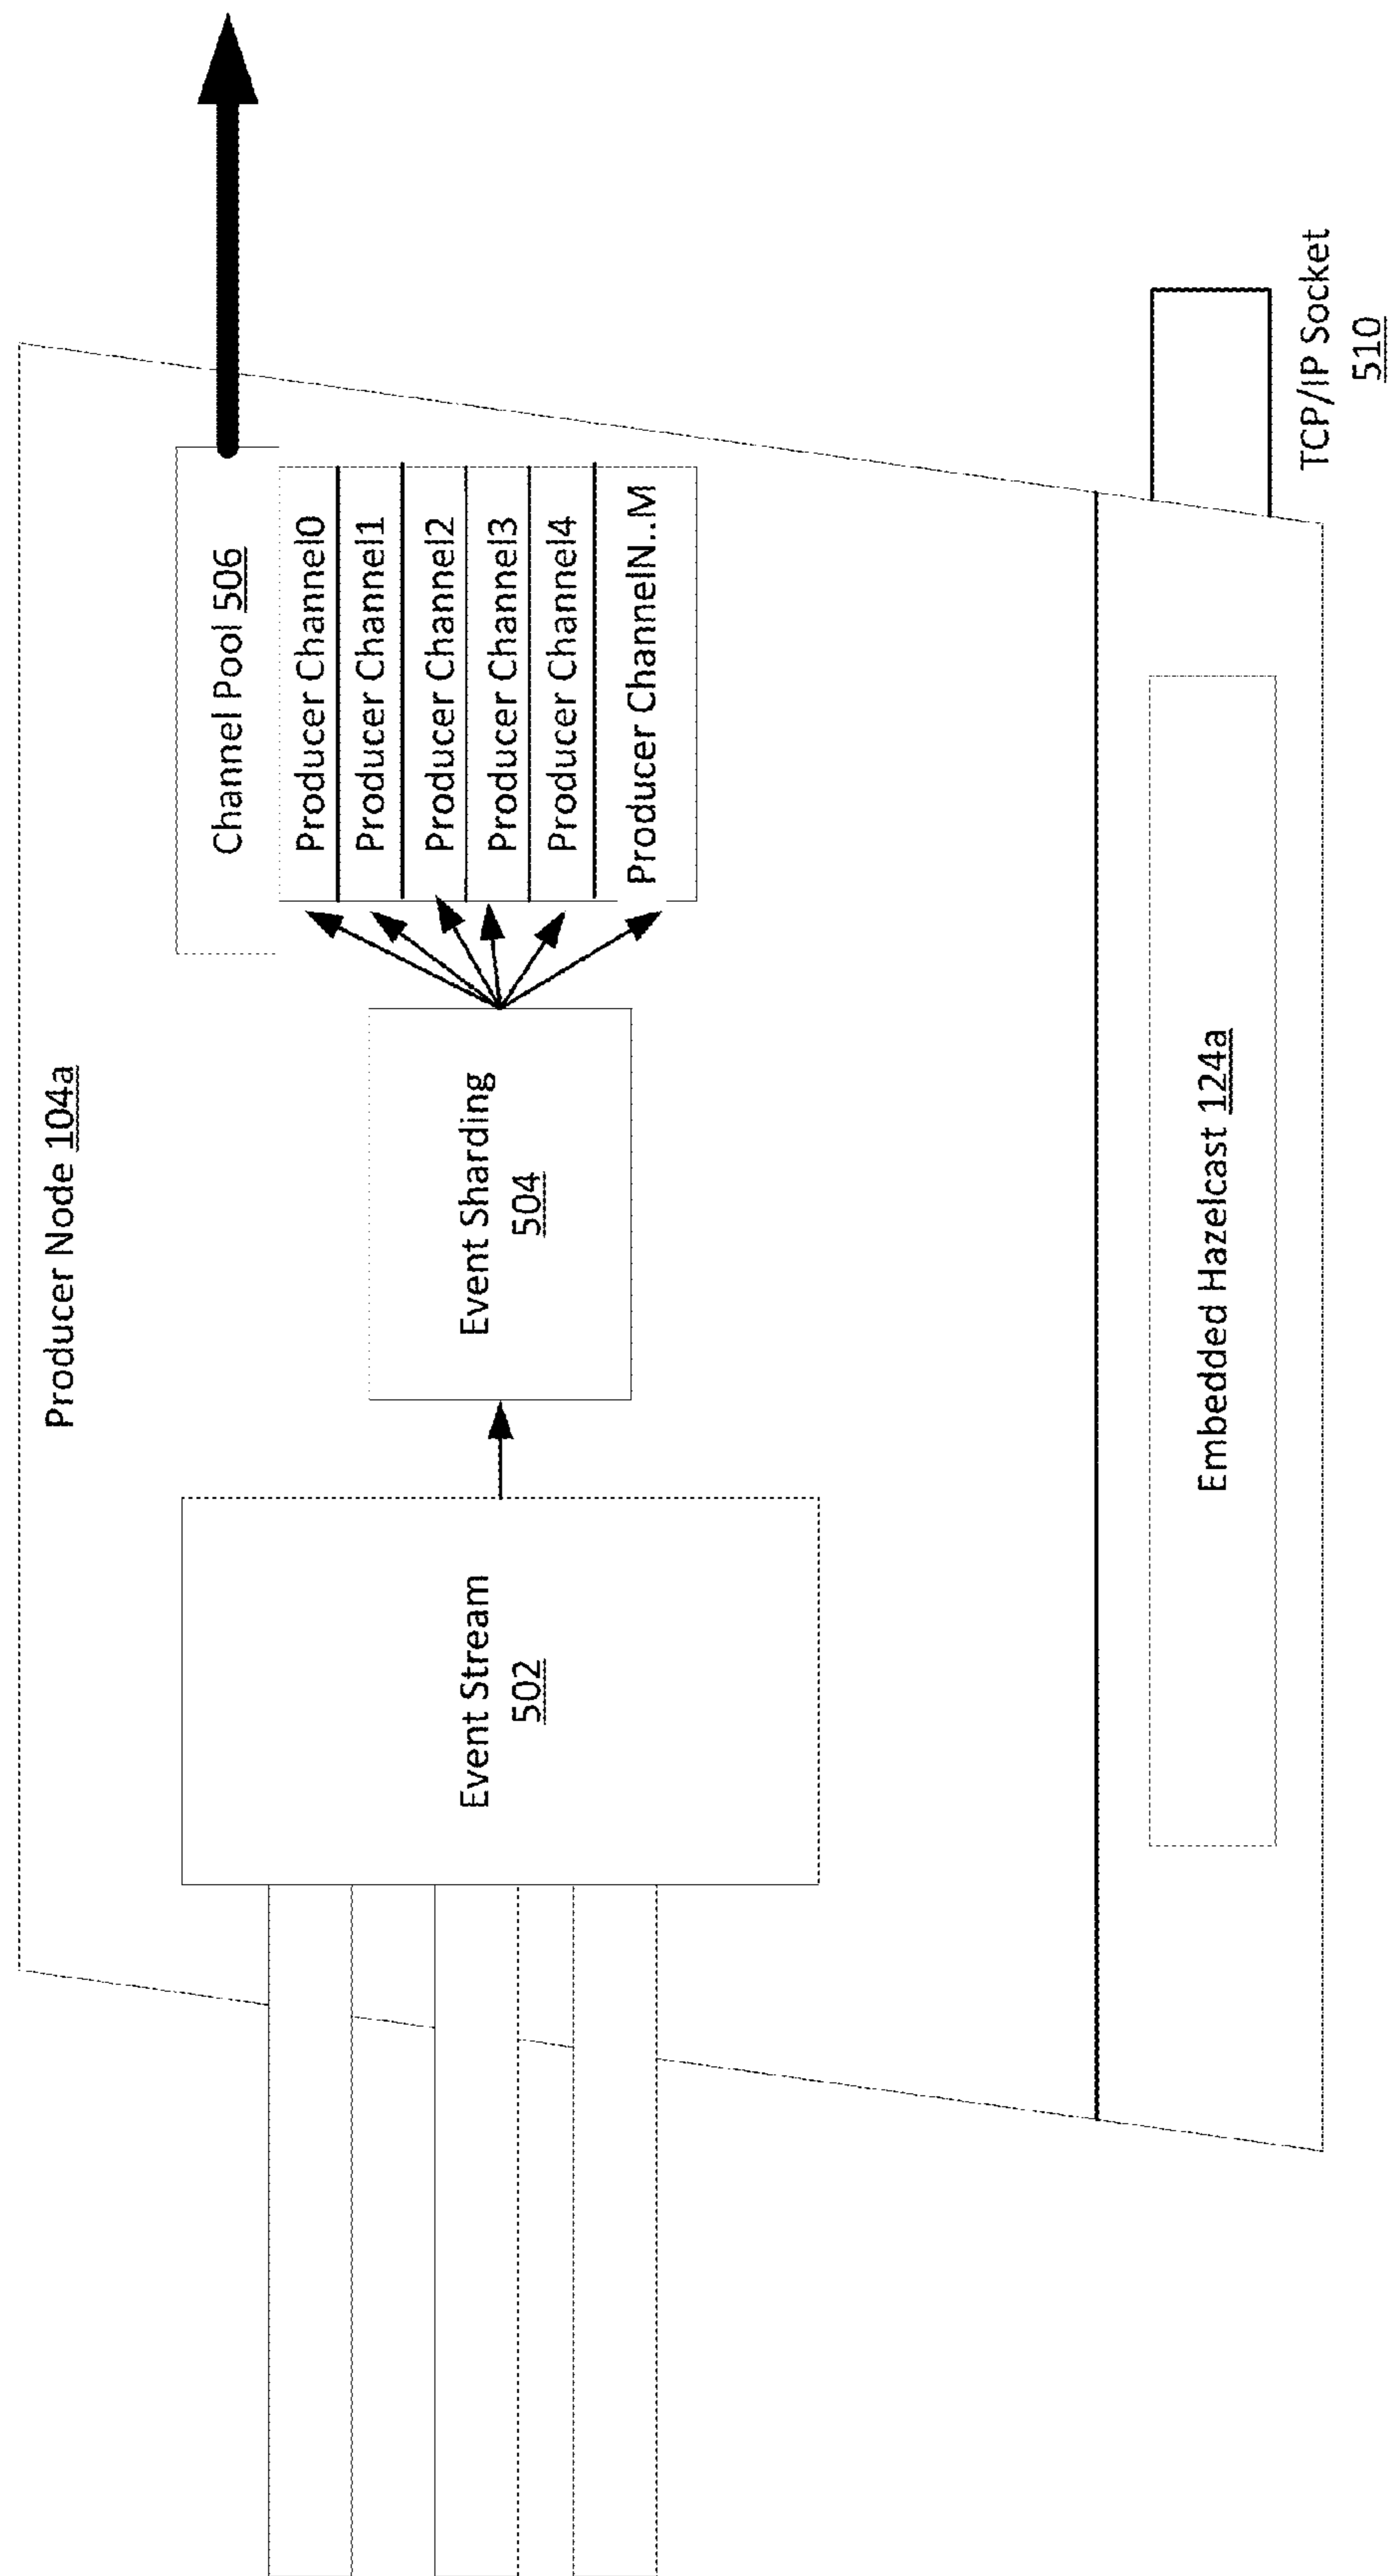 Producer Node 104a
Event Stream
502
Event Sharding
504
Channel Pool 506
Producer Channel0
Producer Channel1
Producer Channel2
Producer Channel3
Producer Channel4
Producer ChannelN..M
Embedded Hazelcast 124a
TCP/IP Socket
510